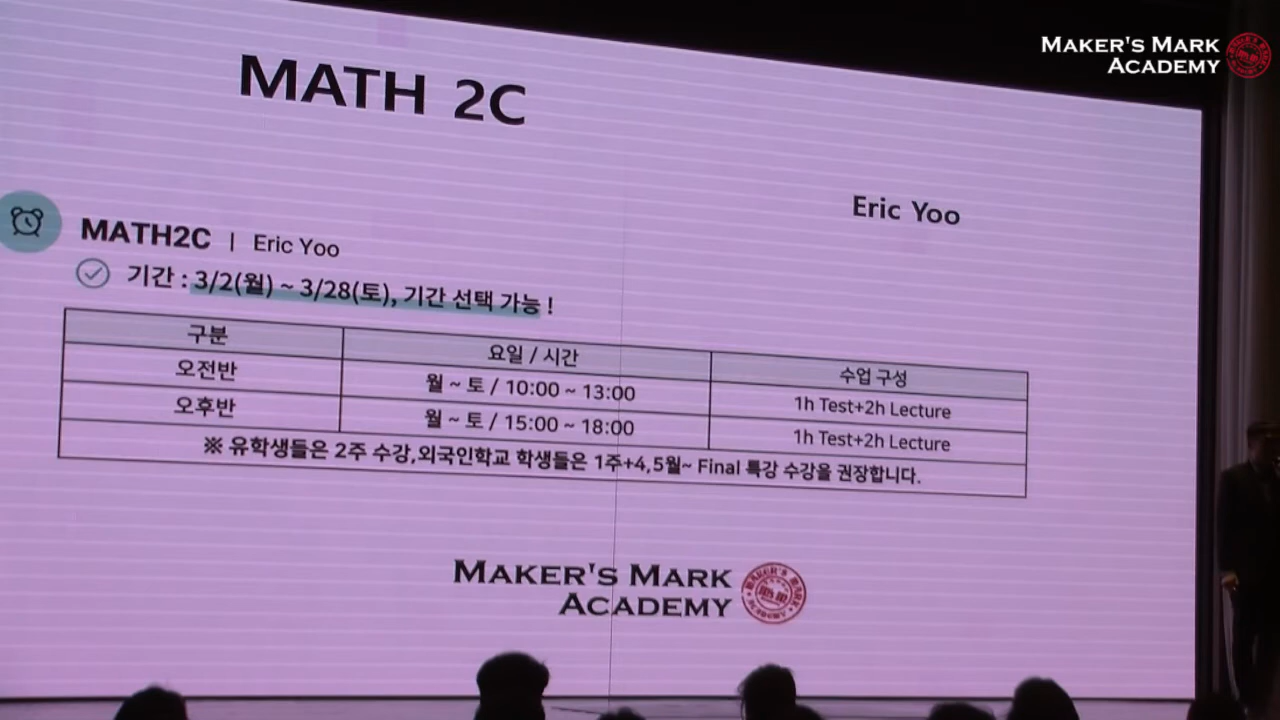 MAKER'S MARK
ACADEMY
MATH 2C
Eric Yoo
MATH2C | Eric Yoo
기간 : 3/2(월) ~ 3/28(토), 기간 선택 가능 !
구분 요일 / 시간 수업 구성
오전반 월 ~ 토 / 10:00 ~ 13:00 1h Test+2h Lecture
오후반 월 ~ 토 / 15:00 ~ 18:00 1h Test+2h Lecture
※ 유학생들은 2주 수강,외국인학교 학생들은 1주+4,5월~ Final 특강 수강을 권장합니다.
MAKER'S MARK
ACADEMY